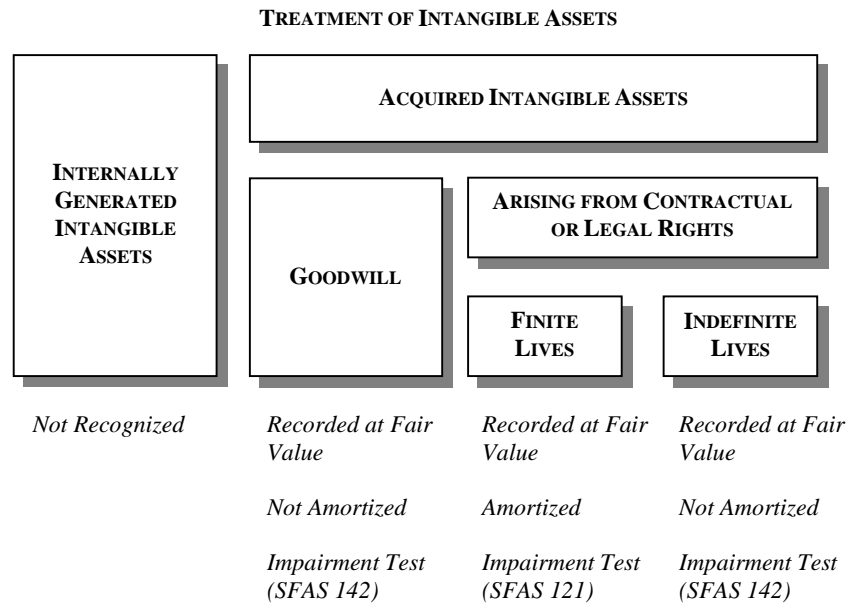 TREATMENT OF INTANGIBLE ASSETS
INTERNALLY
GENERATED
INTANGIBLE
ASSETS
ACQUIRED INTANGIBLE ASSETS
GOODWILL
ARISING FROM CONTRACTUAL
OR LEGAL RIGHTS
FINITE
LIVES
INDEFINITE
LIVES
Not Recognized
Recorded at Fair
Value
Not Amortized
Impairment Test
(SFAS 142)
Recorded at Fair
Value
Amortized
Impairment Test
(SFAS 121)
Recorded at Fair
Value
Not Amortized
Impairment Test
(SFAS 142)